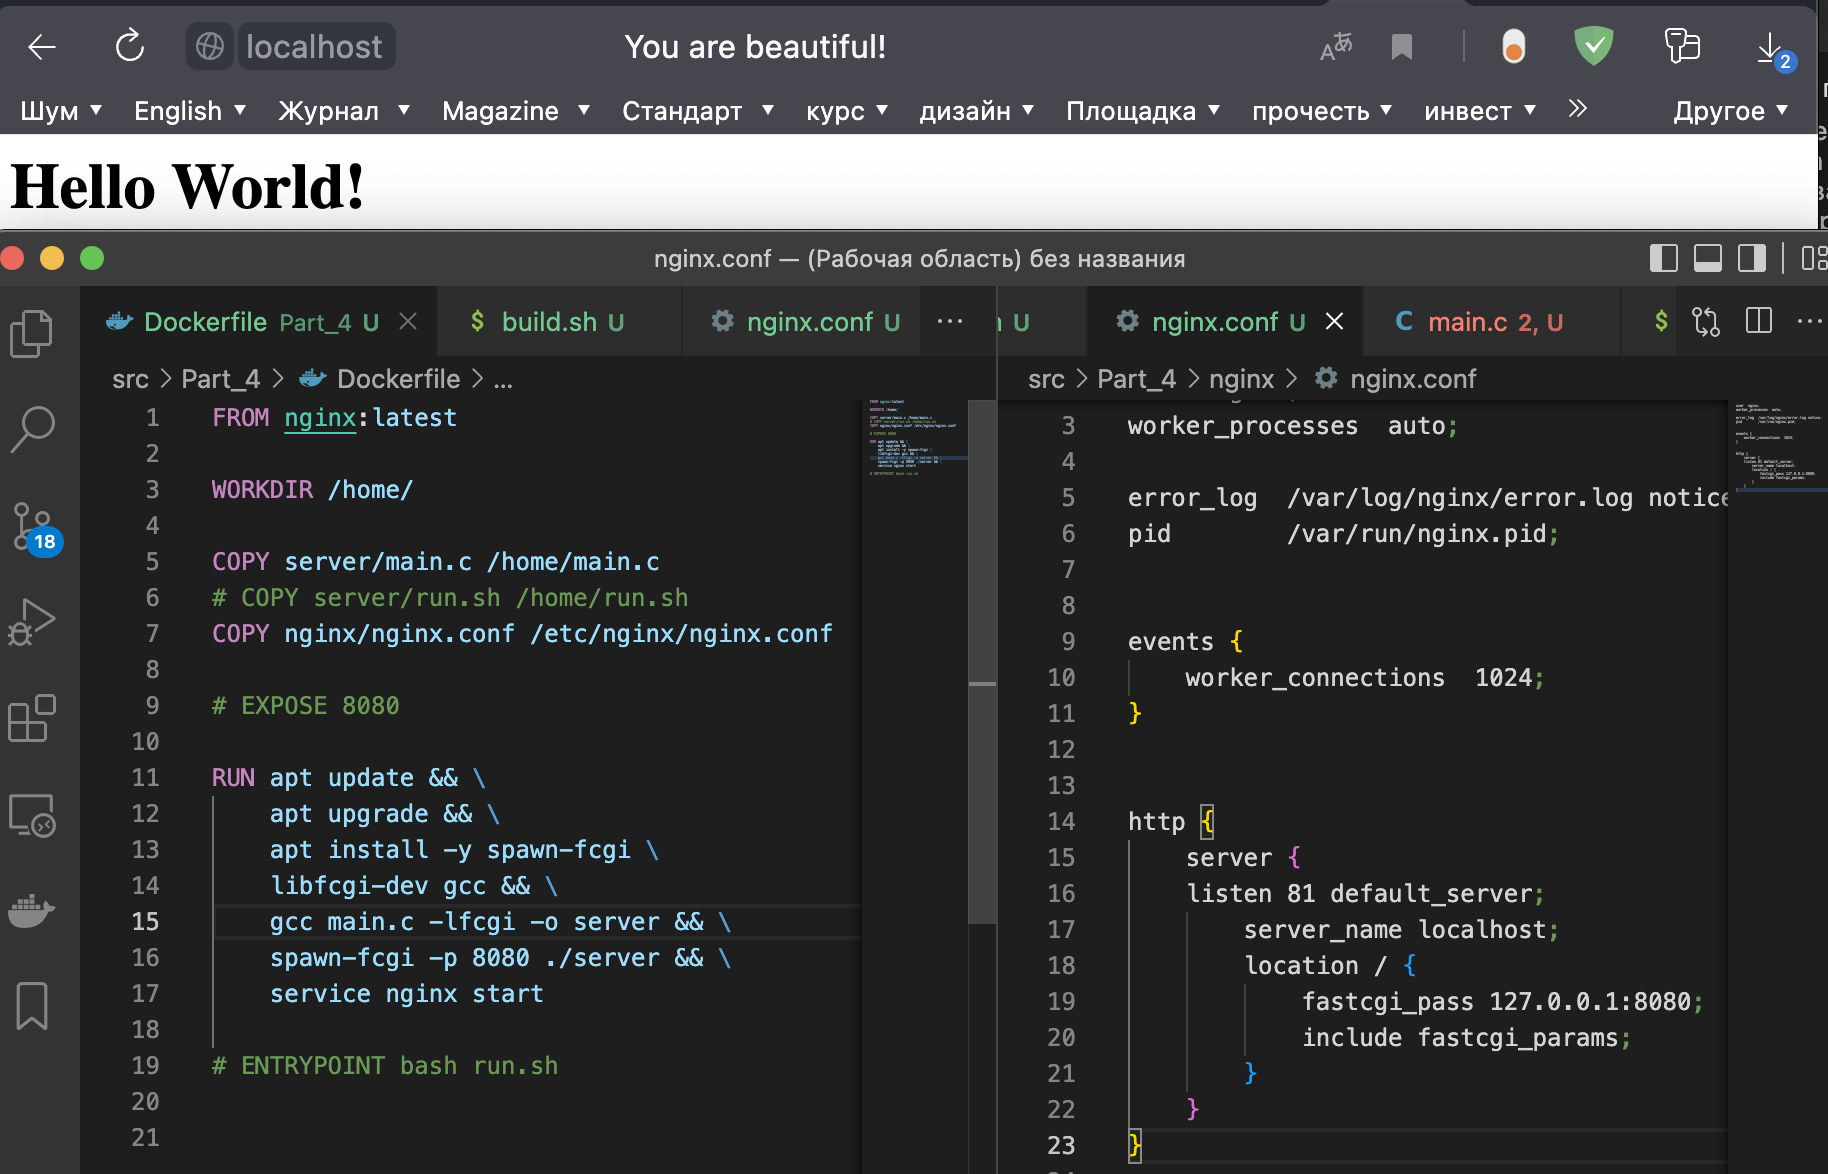 localhost
You are beautiful!
2
Шум English Журнал Magazine Стандарт курс дизайн Площадка прочесть инвест » Другое
Hello World!
nginx.conf — (Рабочая область) без названия
Dockerfile Part_4 U
$ build.sh U
nginx.conf U
U
nginx.conf U
C main.c 2, U
$
18
src > Part_4 > Dockerfile > ...
1 FROM nginx:latest
2
3 WORKDIR /home/
4
5 COPY server/main.c /home/main.c
6 # COPY server/run.sh /home/run.sh
7 COPY nginx/nginx.conf /etc/nginx/nginx.conf
8
9 # EXPOSE 8080
10
11 RUN apt update && \
12 apt upgrade && \
13 apt install -y spawn-fcgi \
14 libfcgi-dev gcc && \
15 gcc main.c -lfcgi -o server && \
16 spawn-fcgi -p 8080 ./server && \
17 service nginx start
18
19 # ENTRYPOINT bash run.sh
20
21
src > Part_4 > nginx > nginx.conf
3 worker_processes auto;
4
5 error_log /var/log/nginx/error.log notice
6 pid /var/run/nginx.pid;
7
8
9 events {
10 worker_connections 1024;
11 }
12
13
14 http {
15 server {
16 listen 81 default_server;
17 server_name localhost;
18 location / {
19 fastcgi_pass 127.0.0.1:8080;
20 include fastcgi_params;
21 }
22 }
23 }